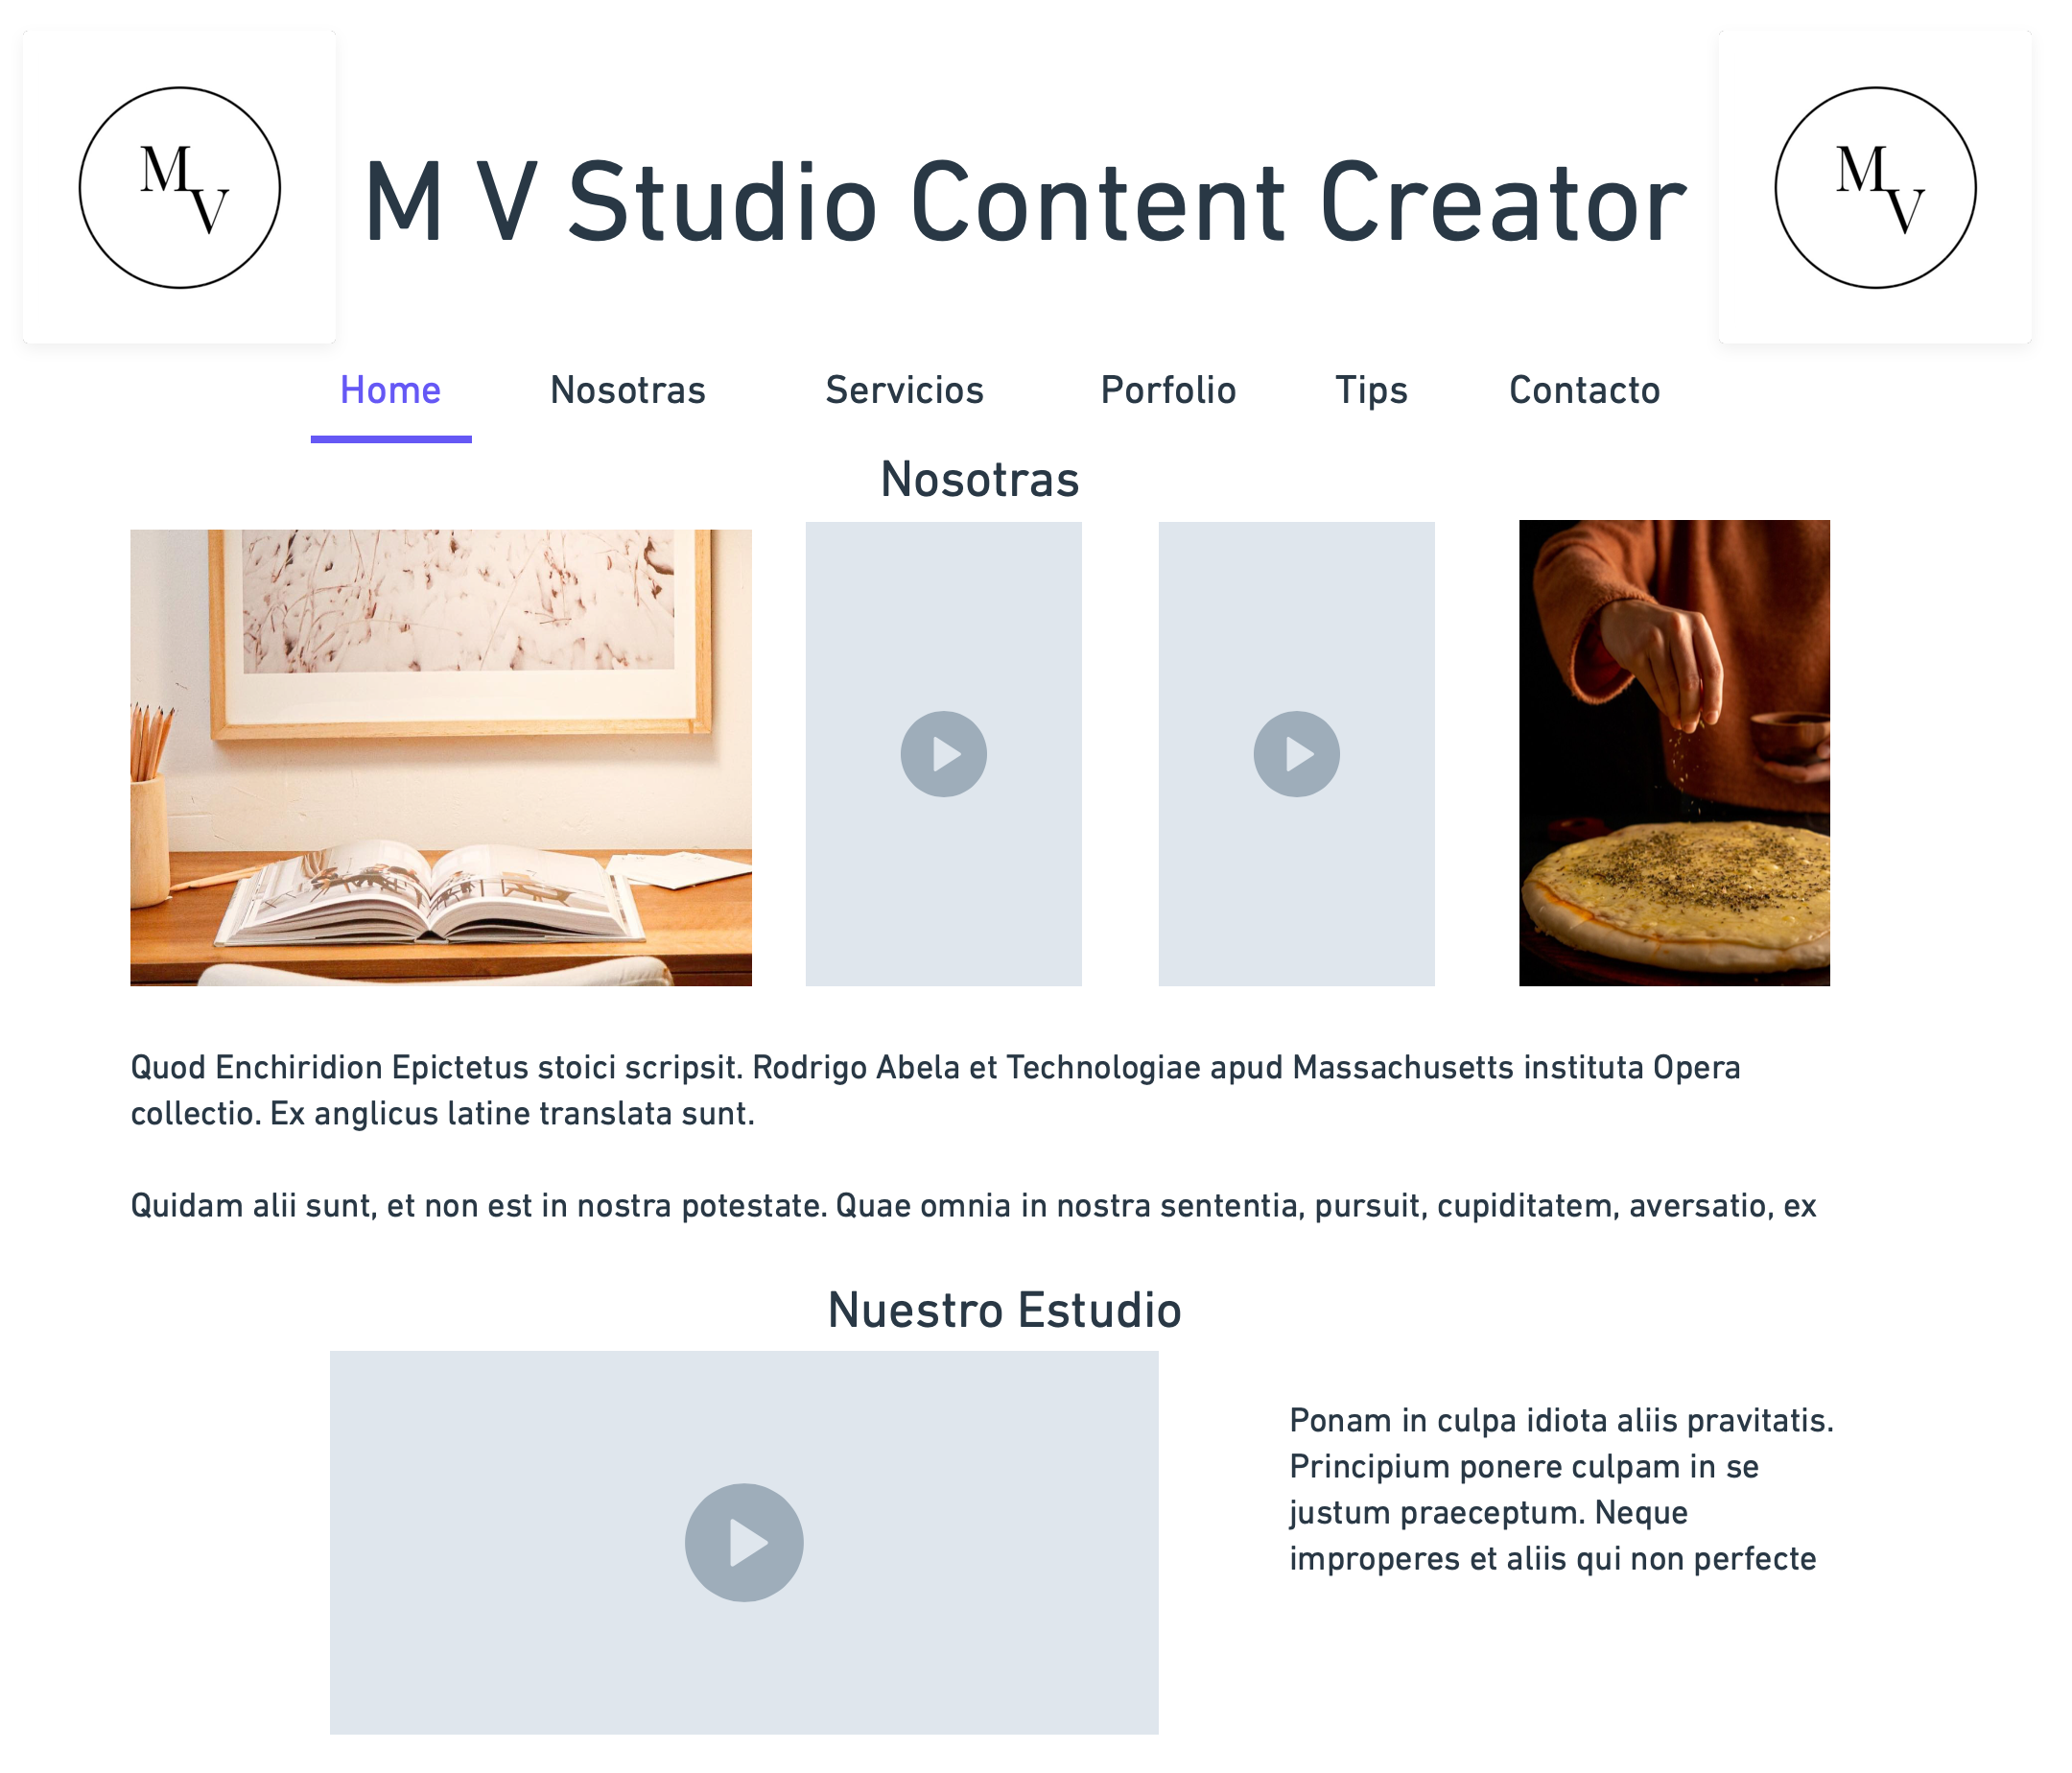 M
V
M V Studio Content Creator
M
V
Home Nosotras Servicios Porfolio Tips Contacto
Nosotras
Quod Enchiridion Epictetus stoici scripsit. Rodrigo Abela et Technologiae apud Massachusetts instituta Opera
collectio. Ex anglicus latine translata sunt.
Quidam alii sunt, et non est in nostra potestate. Quae omnia in nostra sententia, pursuit, cupiditatem, aversatio, ex
Nuestro Estudio
Ponam in culpa idiota aliis pravitatis.
Principium ponere culpam in se
justum praeceptum. Neque
improperes et aliis qui non perfecte